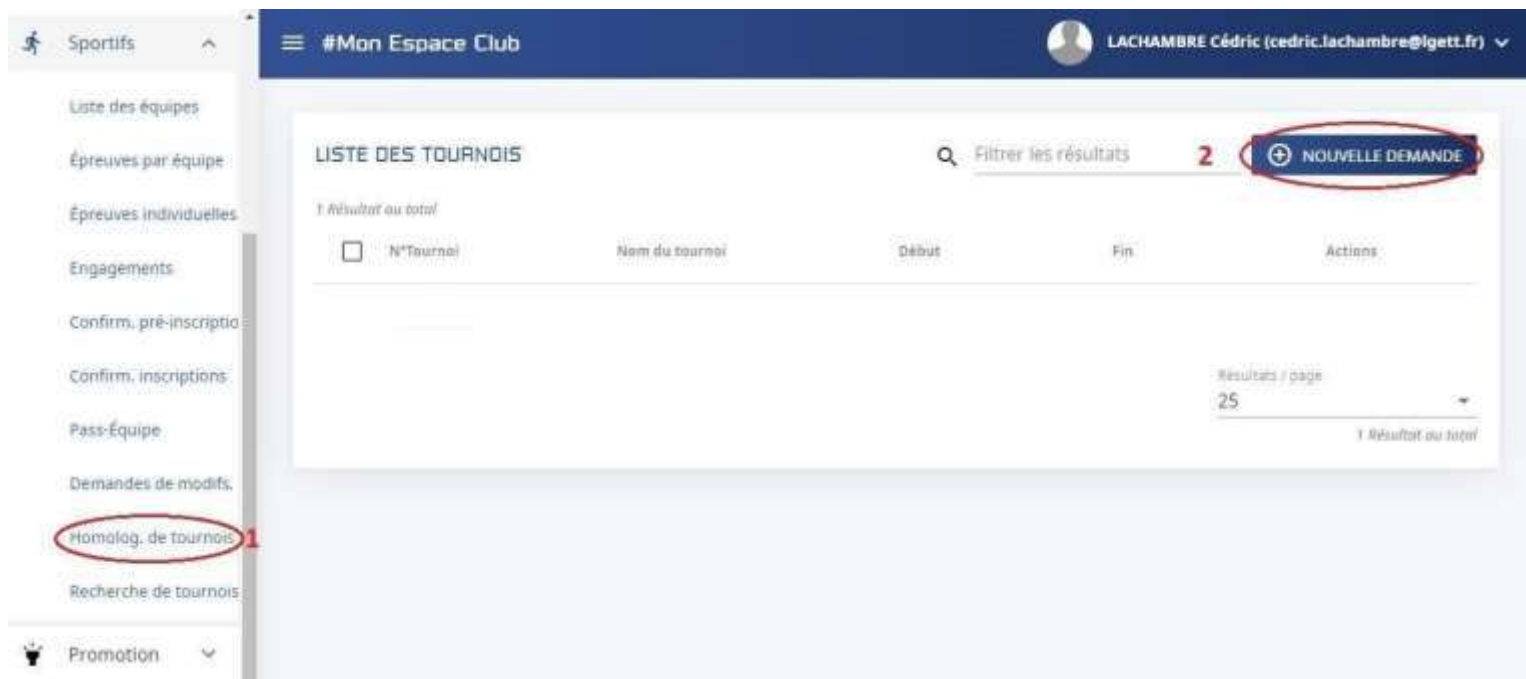 Sportifs
#Mon Espace Club
LACHAMBRE Cédric (cedric.lachambre@lgett.fr)
Liste des équipes
Épreuves par équipe
Épreuves individuelles
Engagements
Confirm. pré-inscriptio
Confirm. inscriptions
Pass-Équipe
Demandes de modifs.
Homolog. de tournois 1
Recherche de tournois
Promotion
LISTE DES TOURNOIS
Filtrer les résultats
2
NOUVELLE DEMANDE
1 Résultat au total
N°Tournoi Nom du tournoi Début Fin Actions
Résultats / page
25
1 Résultat au total